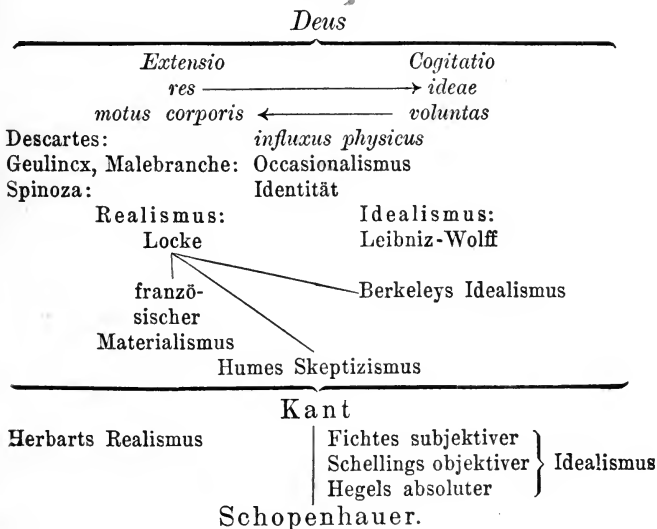 Deus
Extensio Cogitatio
res ideae
motus corporis voluntas
Descartes: influxus physicus
Geulincx, Malebranche: Occasionalismus
Spinoza: Identität
Realismus: Idealismus:
Locke Leibniz-Wolff
franzö-
sischer
Materialismus
Berkeleys Idealismus
Humes Skeptizismus
Kant
Herbarts Realismus
Fichtes subjektiver
Schellings objektiver
Hegels absoluter
Idealismus
Schopenhauer.